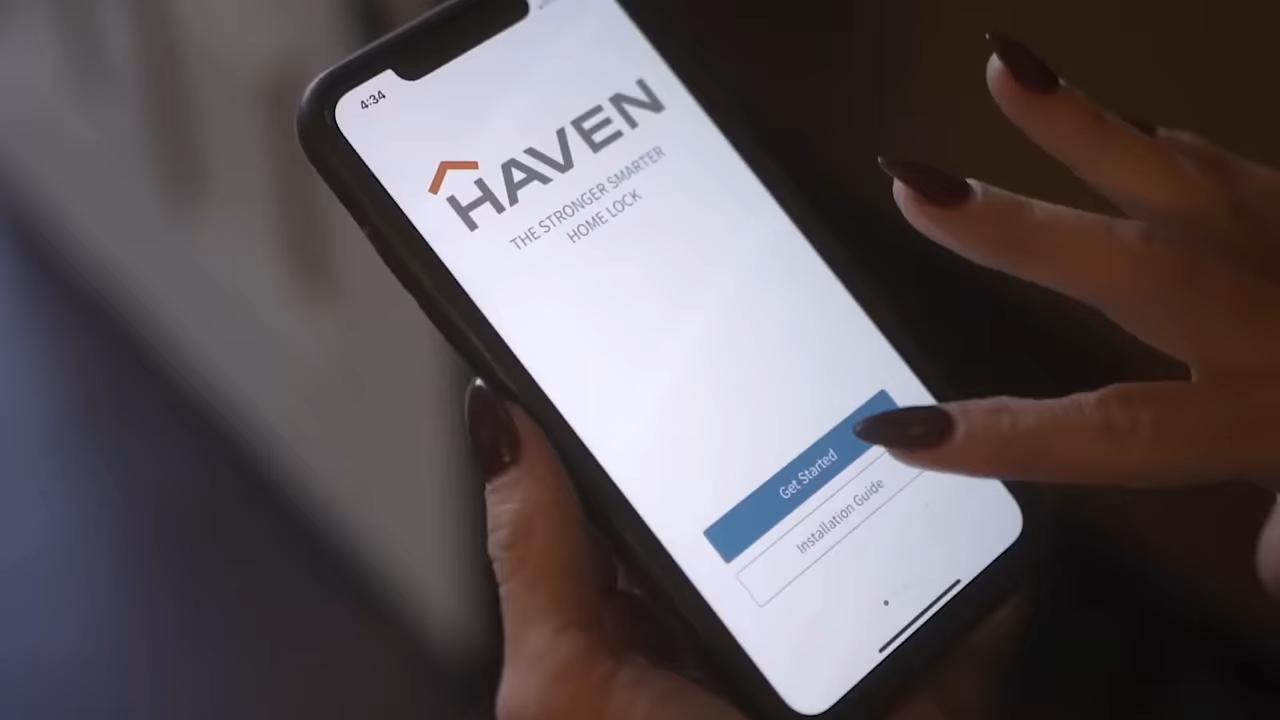 4:34
HAVEN
THE STRONGER SMARTER
HOME LOCK
Get Started
Installation Guide